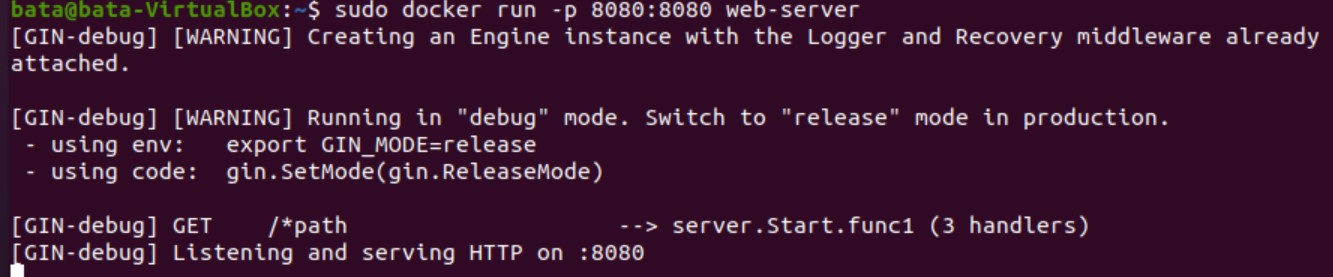 bata@bata-VirtualBox:~$ sudo docker run -p 8080:8080 web-server
[GIN-debug] [WARNING] Creating an Engine instance with the Logger and Recovery middleware already
attached.
[GIN-debug] [WARNING] Running in "debug" mode. Switch to "release" mode in production.
 - using env:   export GIN_MODE=release
 - using code:  gin.SetMode(gin.ReleaseMode)
[GIN-debug] GET    /*path                    --> server.Start.func1 (3 handlers)
[GIN-debug] Listening and serving HTTP on :8080